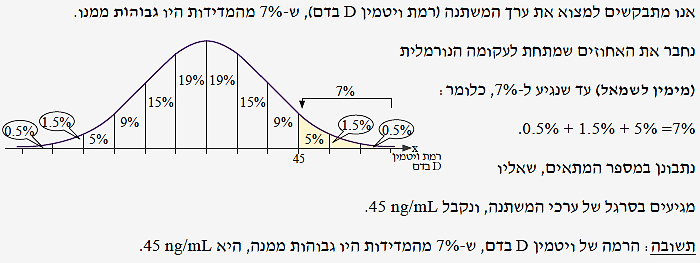 אנו מתבקשים למצוא את ערך המשתנה (רמת ויטמין D בדם), ש-7% מהמדידות היו גבוהות ממנו.
נחבר את האחוזים שמתחת לעקומה הנורמלית
(מימין לשמאל) עד שנגיע ל-7%, כלומר:
0.5% + 1.5% + 5% =7%.
נתבונן במספר המתאים, שאליו
מגיעים בסרגל של ערכי המשתנה, ונקבל 45 ng/mL.
תשובה: הרמה של ויטמין D בדם, ש-7% מהמדידות היו גבוהות ממנה, היא 45 ng/mL.
7%
19% 19%
15% 15%
9% 9%
0.5% 1.5% 5% 5% 1.5% 0.5%
45
x
רמת ויטמין
D בדם